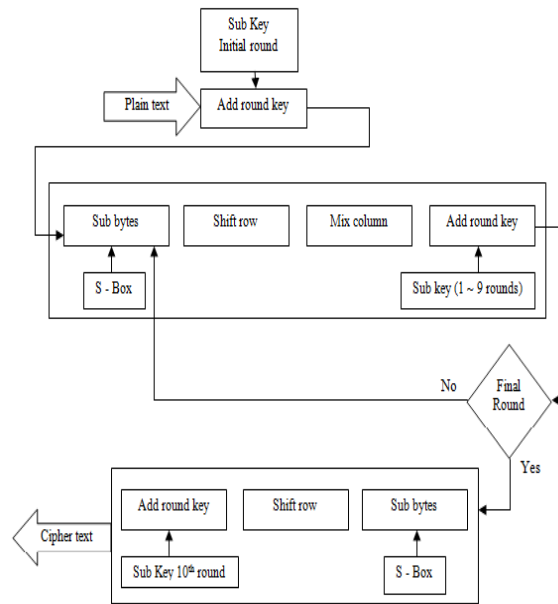 Sub Key
Initial round
Plain text
Add round key
Sub bytes
Shift row
Mix column
Add round key
S - Box
Sub key (1 ~ 9 rounds)
No
Final
Round
Yes
Add round key
Shift row
Sub bytes
Cipher text
Sub Key 10th round
S - Box